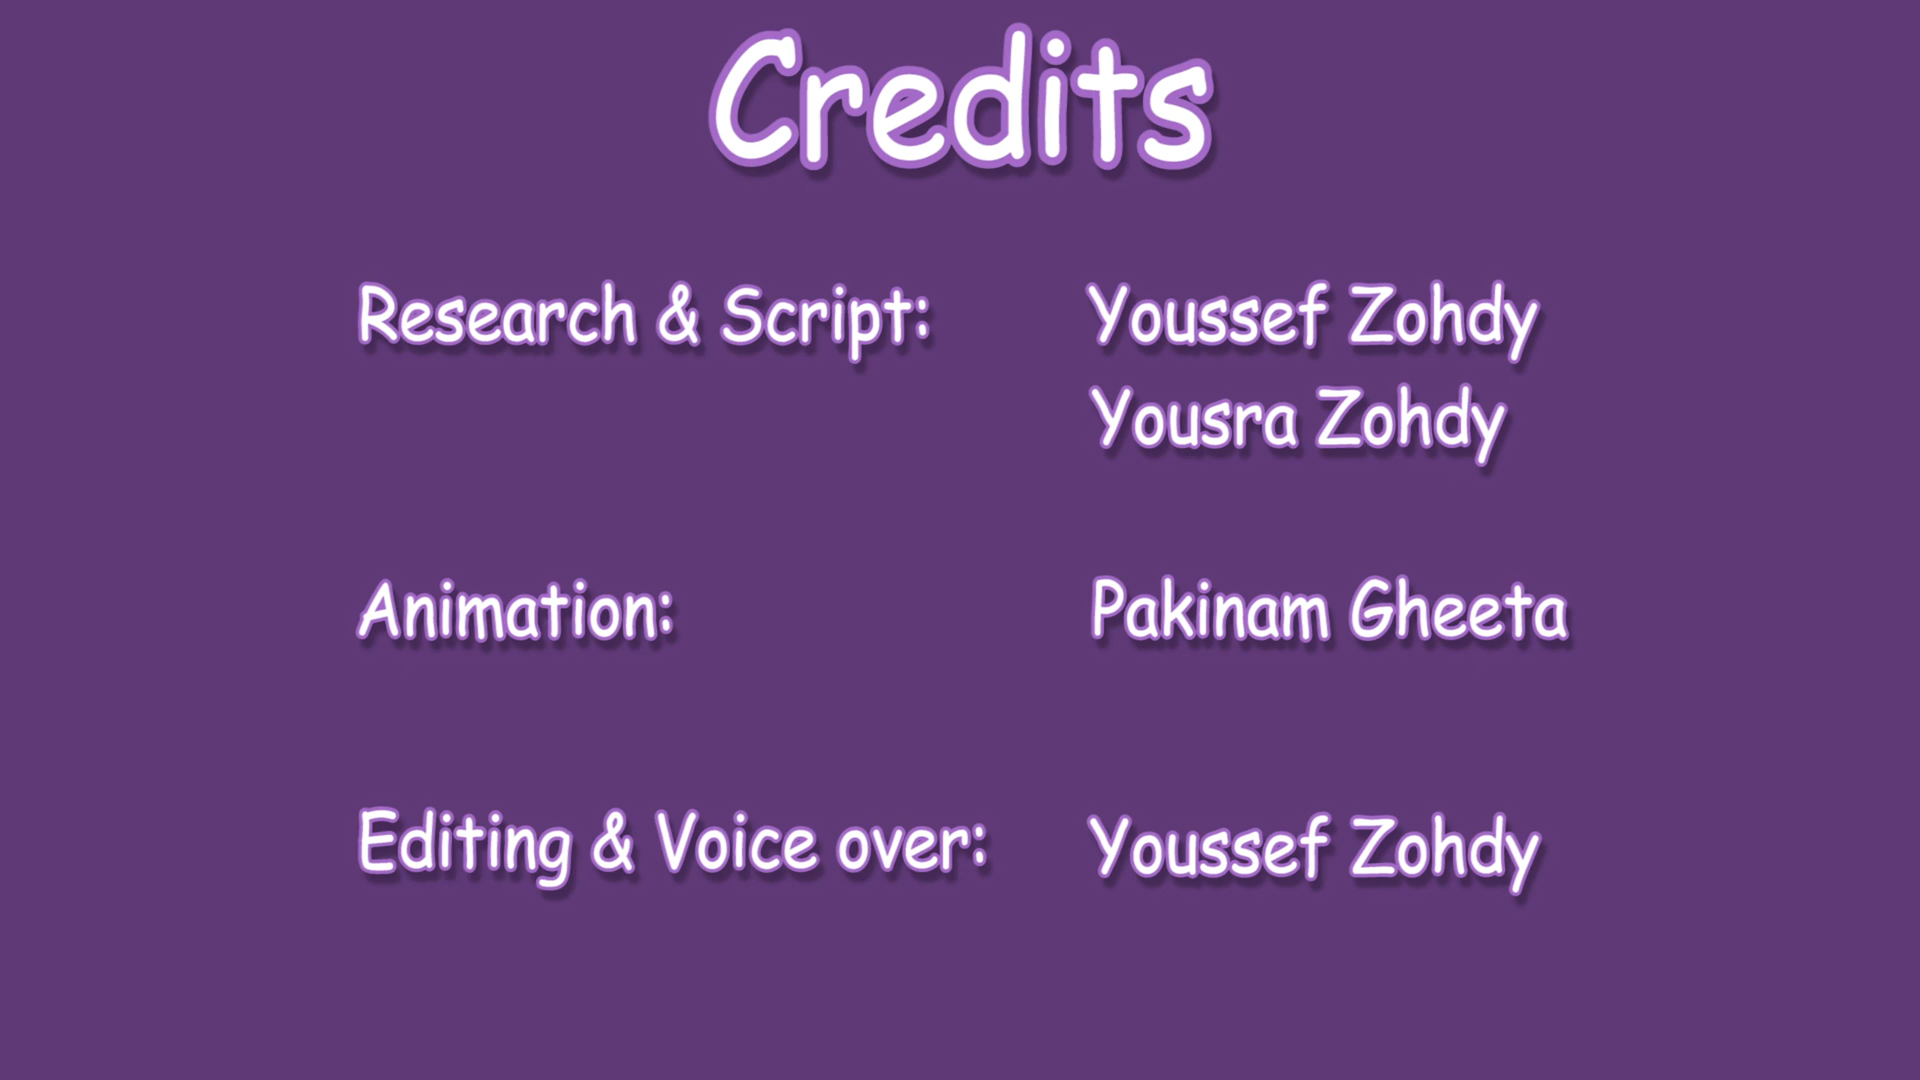 Credits
Research & Script: Youssef Zohdy
Yousra Zohdy
Animation: Pakinam Gheeta
Editing & Voice over: Youssef Zohdy